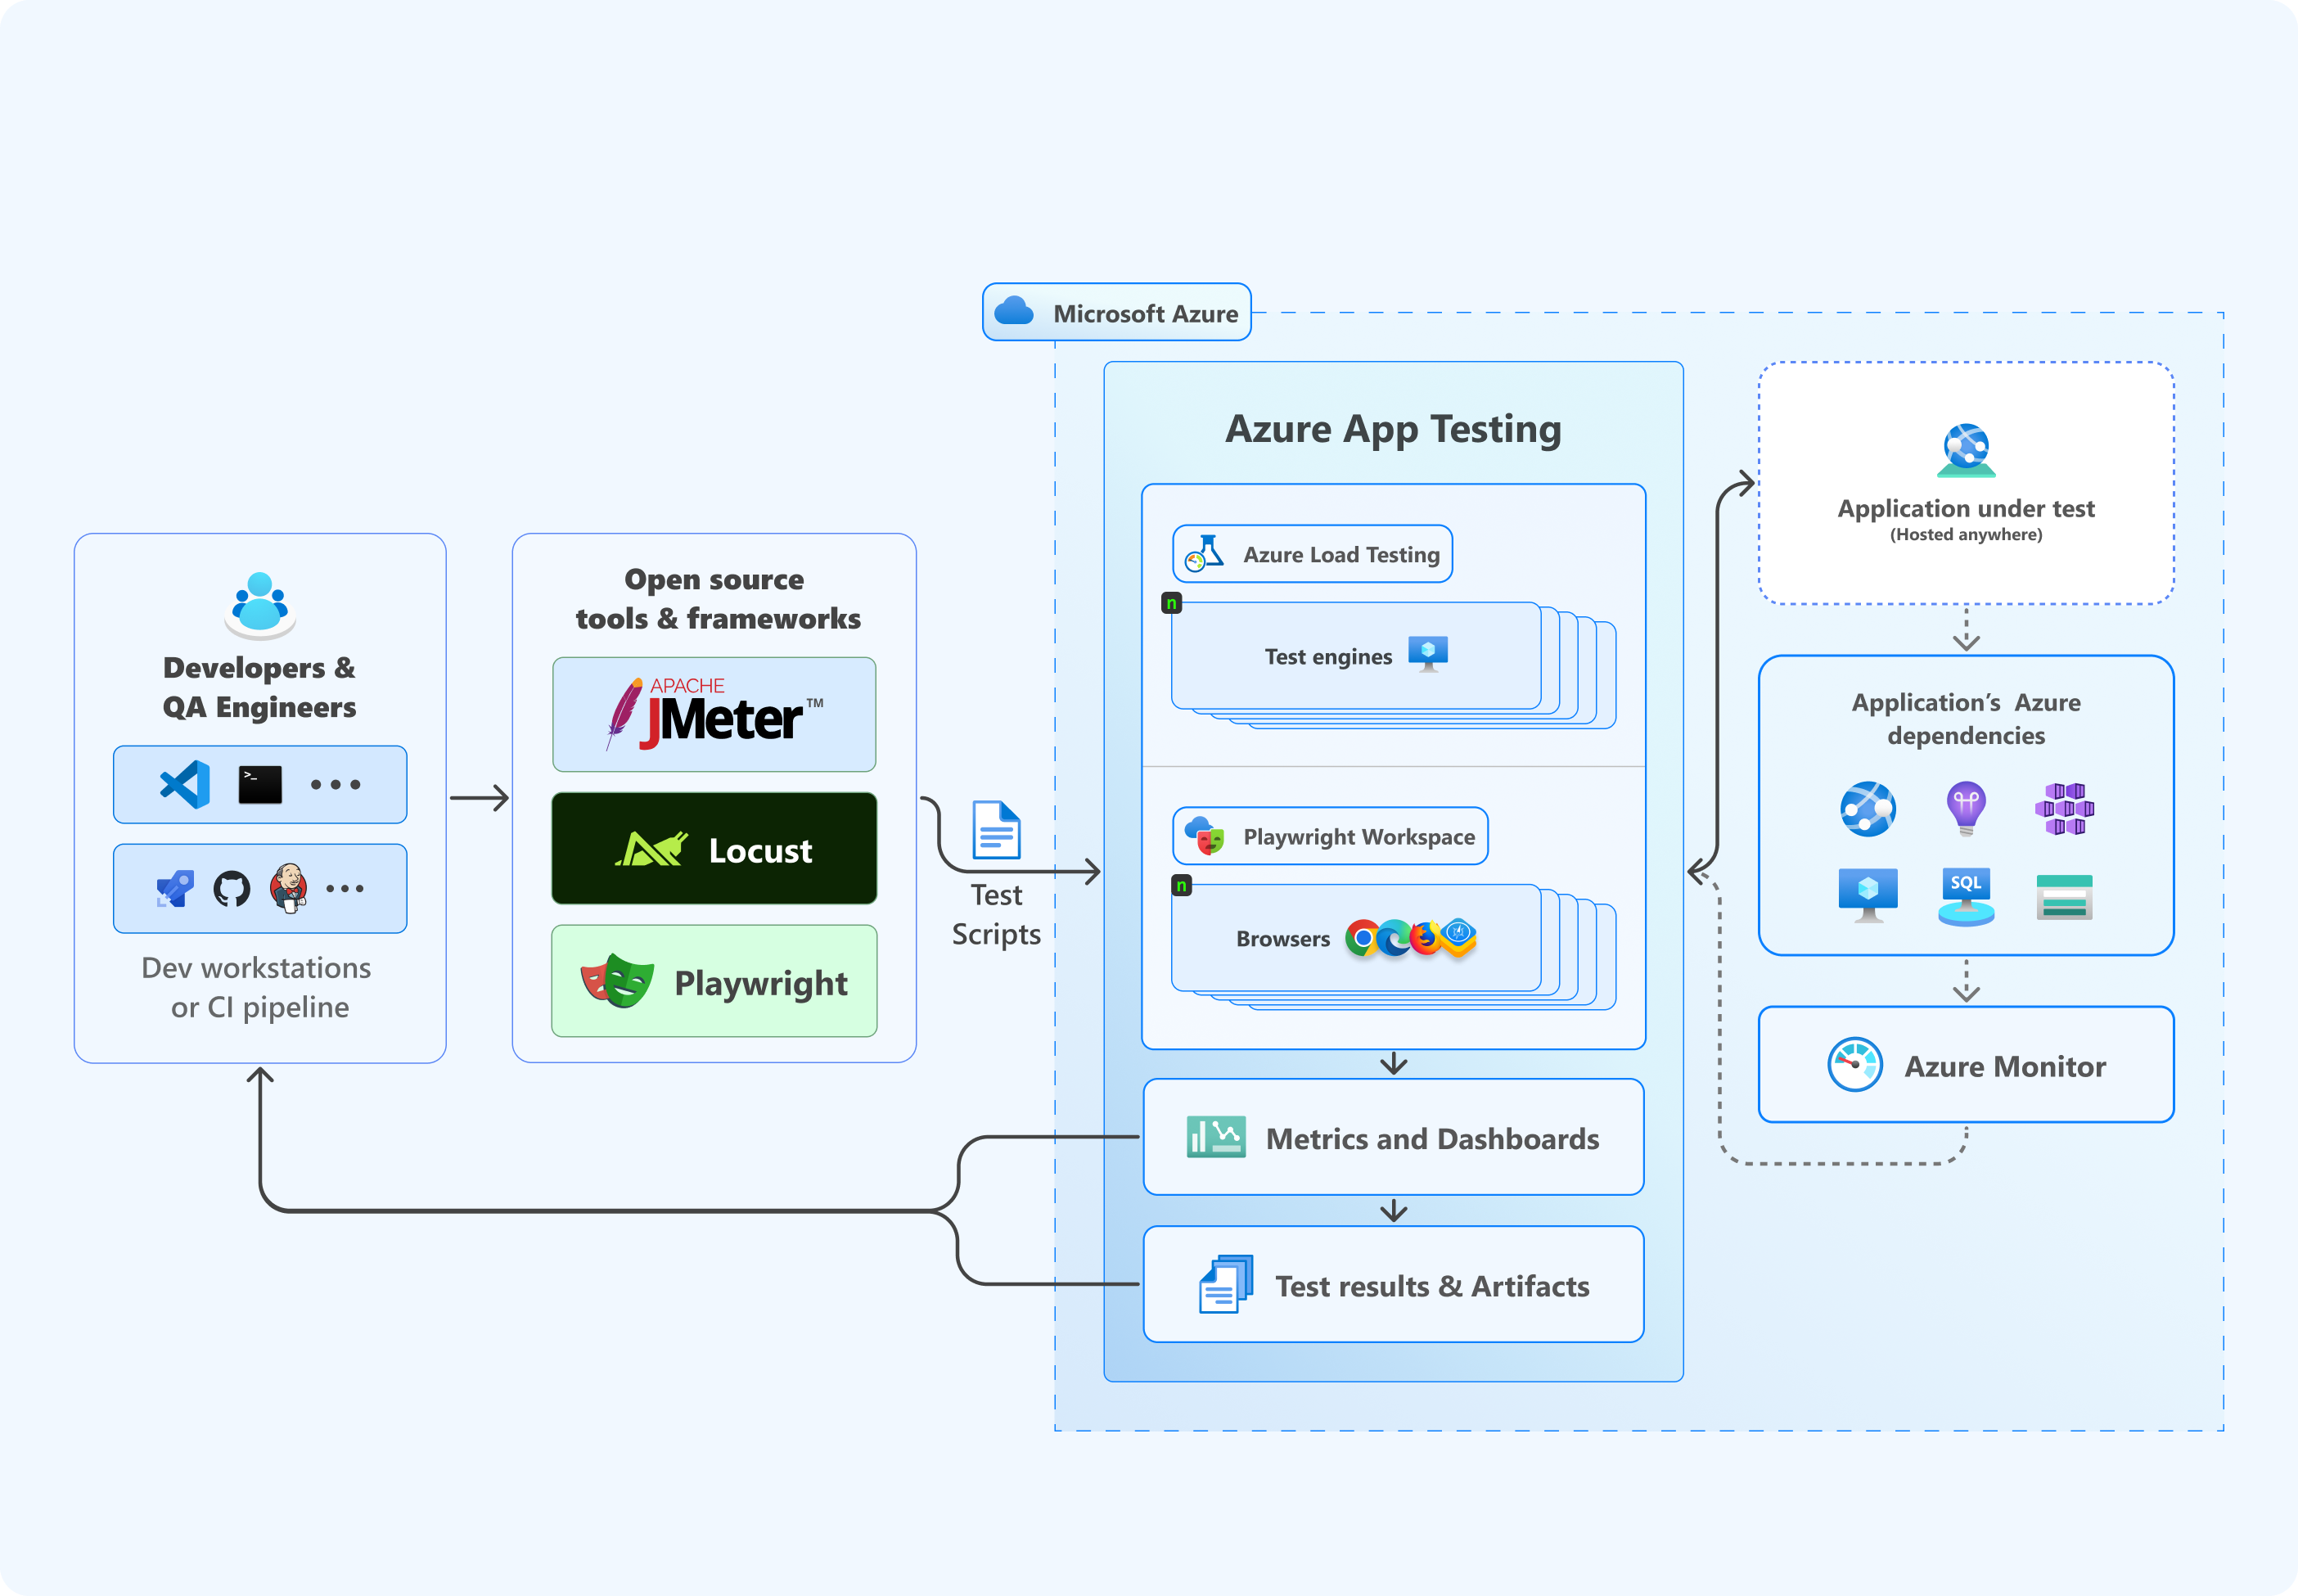 Microsoft Azure
Azure App Testing
Application under test
(Hosted anywhere)
Azure Load Testing
n
Test engines
Developers &
QA Engineers
>_
Dev workstations
or CI pipeline
Open source
tools & frameworks
APACHE
JMeter™
Locust
Playwright
Test
Scripts
Playwright Workspace
n
Browsers
Application’s Azure
dependencies
SQL
Azure Monitor
Metrics and Dashboards
Test results & Artifacts